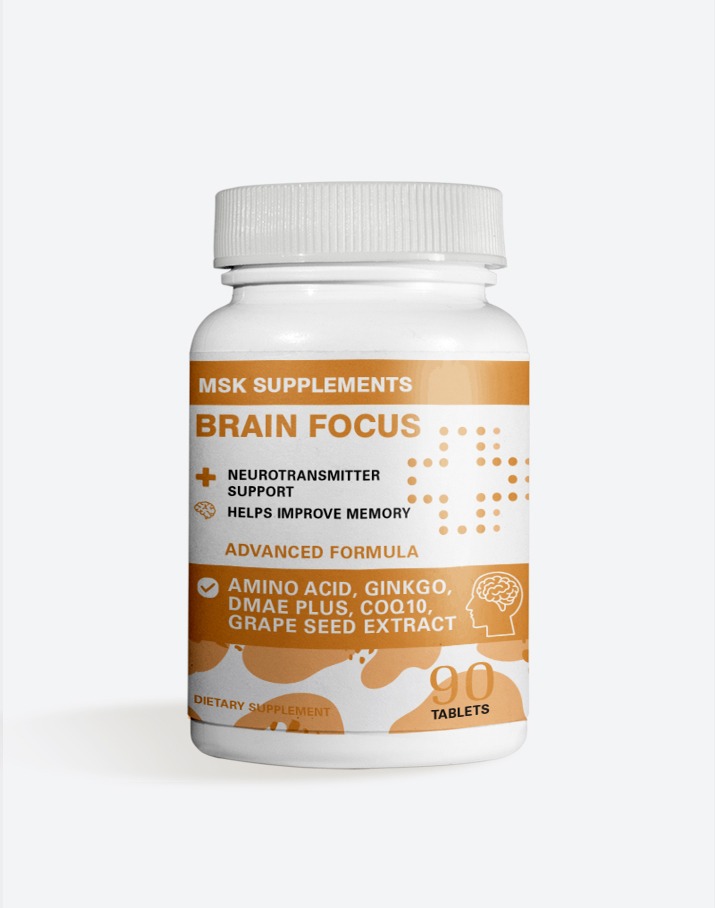 MSK SUPPLEMENTS
BRAIN FOCUS
NEUROTRANSMITTER
SUPPORT
HELPS IMPROVE MEMORY
ADVANCED FORMULA
AMINO ACID, GINKGO,
DMAE PLUS, COQ10,
GRAPE SEED EXTRACT
90
TABLETS
DIETARY SUPPLEMENT